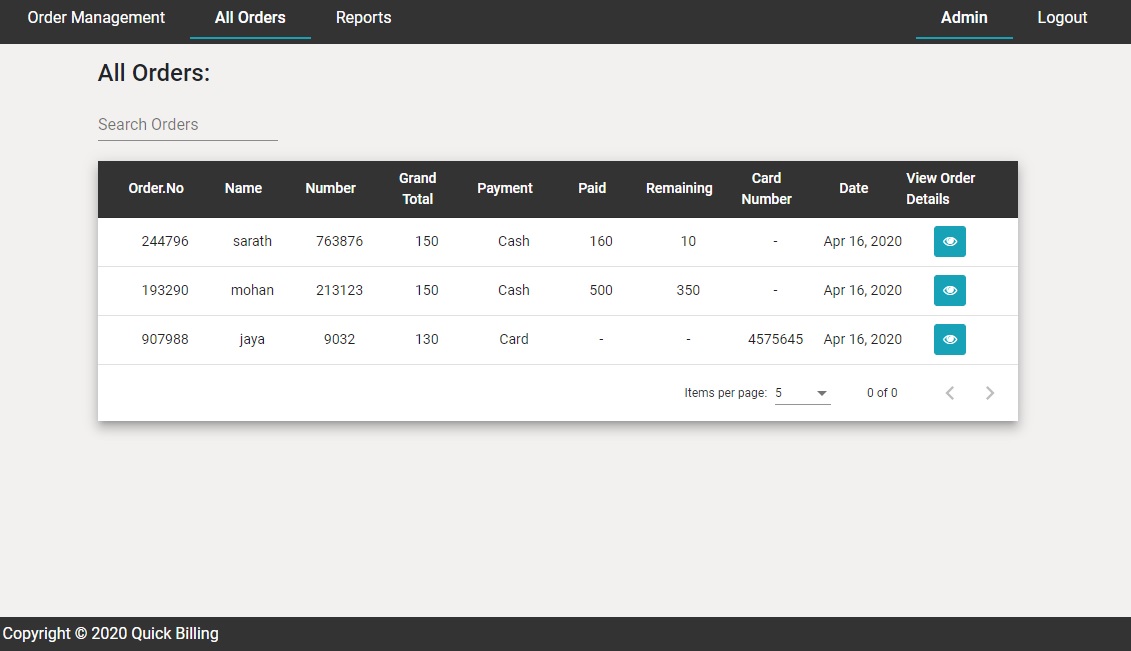 Order Management All Orders Reports Admin Logout
All Orders:
Search Orders
Order.No Name Number Grand Total Payment Paid Remaining Card Number Date View Order Details
244796 sarath 763876 150 Cash 160 10 - Apr 16, 2020
193290 mohan 213123 150 Cash 500 350 - Apr 16, 2020
907988 jaya 9032 130 Card - - 4575645 Apr 16, 2020
Items per page: 5 0 of 0
Copyright © 2020 Quick Billing